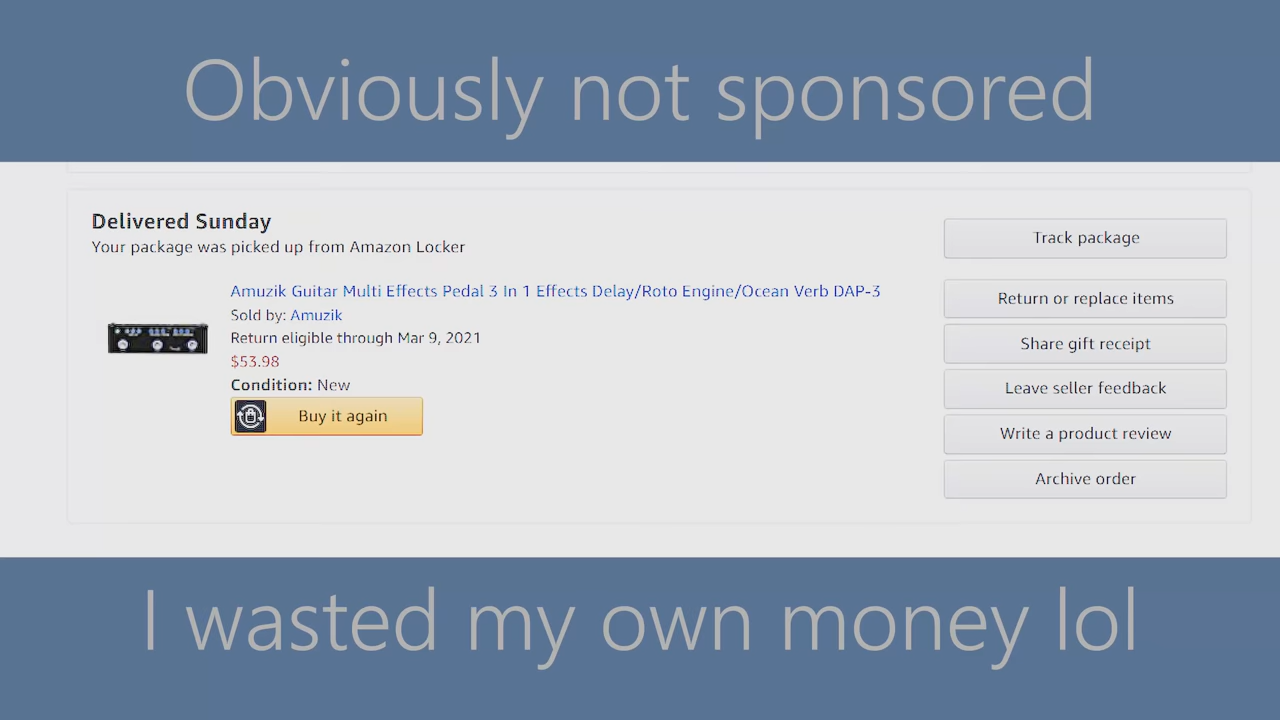 Obviously not sponsored
Delivered Sunday
Your package was picked up from Amazon Locker
Track package
Amuzik Guitar Multi Effects Pedal 3 In 1 Effects Delay/Roto Engine/Ocean Verb DAP-3
Sold by: Amuzik
Return eligible through Mar 9, 2021
$53.98
Condition: New
Buy it again
Return or replace items
Share gift receipt
Leave seller feedback
Write a product review
Archive order
I wasted my own money lol